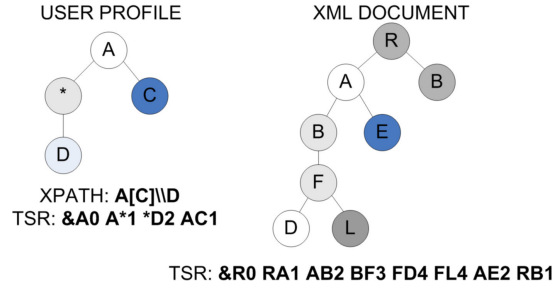 USER PROFILE
A
*
C
D
XPATH: A[C]\\D
TSR: &A0 A*1 *D2 AC1
XML DOCUMENT
R
A
B
B
E
F
D
L
TSR: &R0 RA1 AB2 BF3 FD4 FL4 AE2 RB1